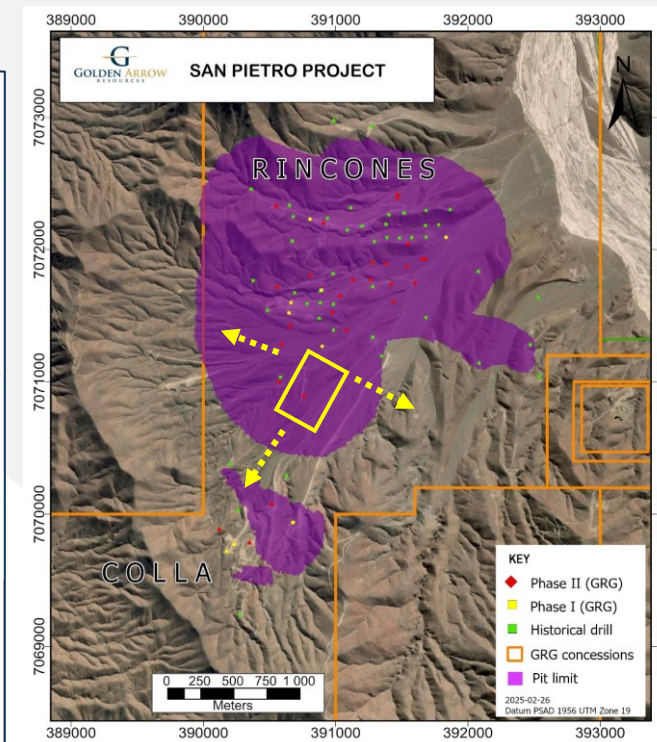 389000 390000 391000 392000 393000
GOLDEN ARROW
RESOURCES
SAN PIETRO PROJECT
N
7073000
RINCONES
7072000
7071000
7070000
COLLA
7069000
KEY
Phase II (GRG)
Phase I (GRG)
Historical drill
GRG concessions
Pit limit
2025-02-26
Datum PSAD 1956 UTM Zone 19
0 250 500 750 1 000
Meters
389000 390000 391000 392000 393000